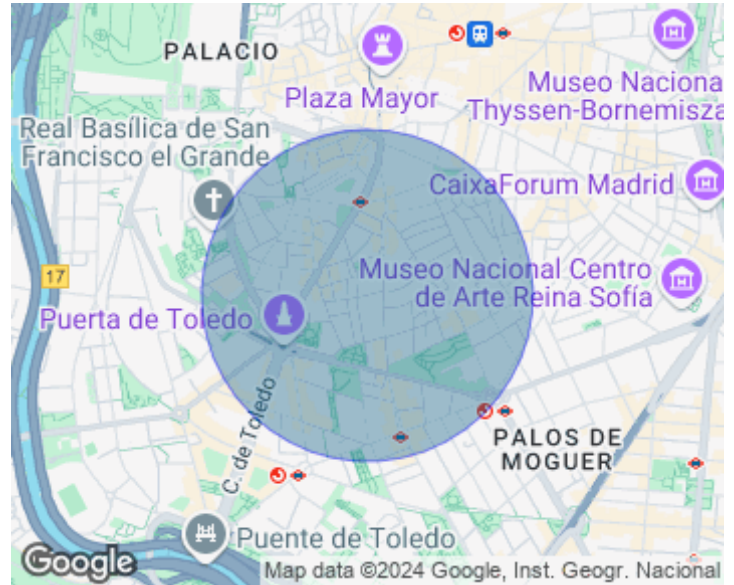 PALACIO
Plaza Mayor
Museo Naciona
Thyssen-Bornemisza
Real Basílica de San
Francisco el Grande
CaixaForum Madrid
17
Museo Nacional Centro
de Arte Reina Sofía
Puerta de Toledo
C. de Toledo
PALOS DE
MOGUER
Puente de Toledo
Google
Map data ©2024 Google, Inst. Geogr. Nacional